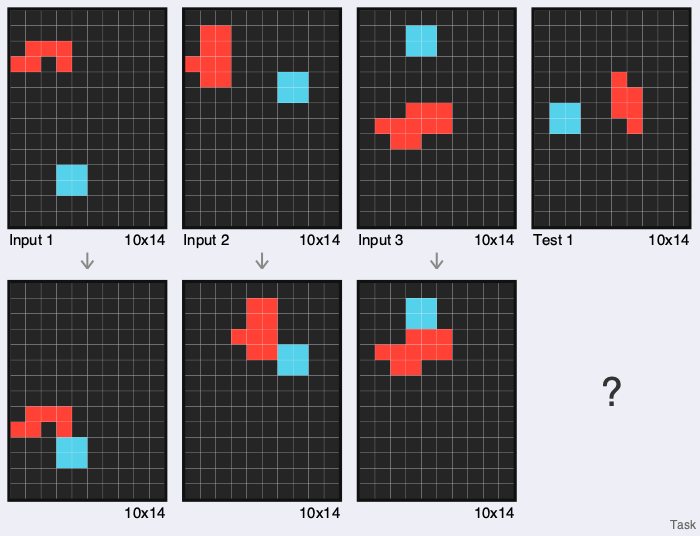 Input 1 10x14
Input 2 10x14
Input 3 10x14
Test 1 10x14
10x14
10x14
10x14
?
Task